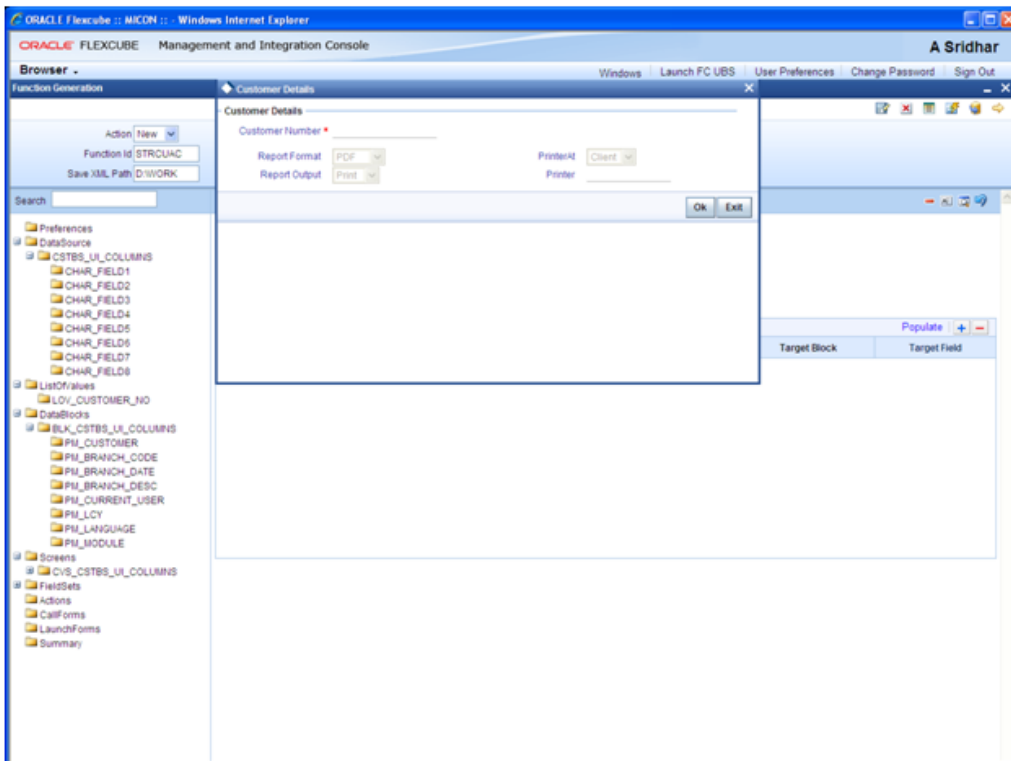 ORACLE Flexcube :: MICON :: - Windows Internet Explorer
ORACLE FLEXCUBE Management and Integration Console
A Sridhar
Browser
Windows Launch FC UBS User Preferences Change Password Sign Out
Function Generation
Customer Details
Customer Details
Action New
Function Id STRCUAC
Save XML Path D:\WORK
Customer Number *
Report Format PDF
PrinterAt Client
Report Output Print
Printer
Ok Exit
Search
Preferences
DataSource
CSTBS_UI_COLUMNS
CHAR_FIELD1
CHAR_FIELD2
CHAR_FIELD3
CHAR_FIELD4
CHAR_FIELD5
CHAR_FIELD6
CHAR_FIELD7
CHAR_FIELD8
ListOfValues
LOV_CUSTOMER_NO
DataBlocks
BLK_CSTBS_UI_COLUMNS
PM_CUSTOMER
PM_BRANCH_CODE
PM_BRANCH_DATE
PM_BRANCH_DESC
PM_CURRENT_USER
PM_LCY
PM_LANGUAGE
PM_MODULE
Screens
CVS_CSTBS_UI_COLUMNS
FieldSets
Actions
CallForms
LaunchForms
Summary
Populate
Target Block Target Field